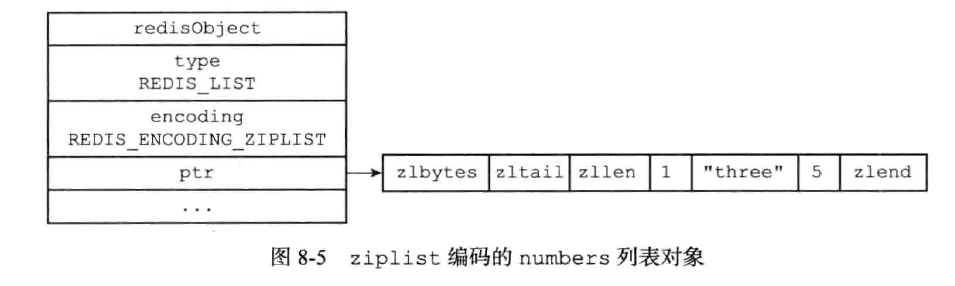 redisObject
type
REDIS_LIST
encoding
REDIS_ENCODING_ZIPLIST
ptr
zlbytes zltail zllen 1 "three" 5 zlend
...
图 8-5 ziplist 编码的 numbers 列表对象